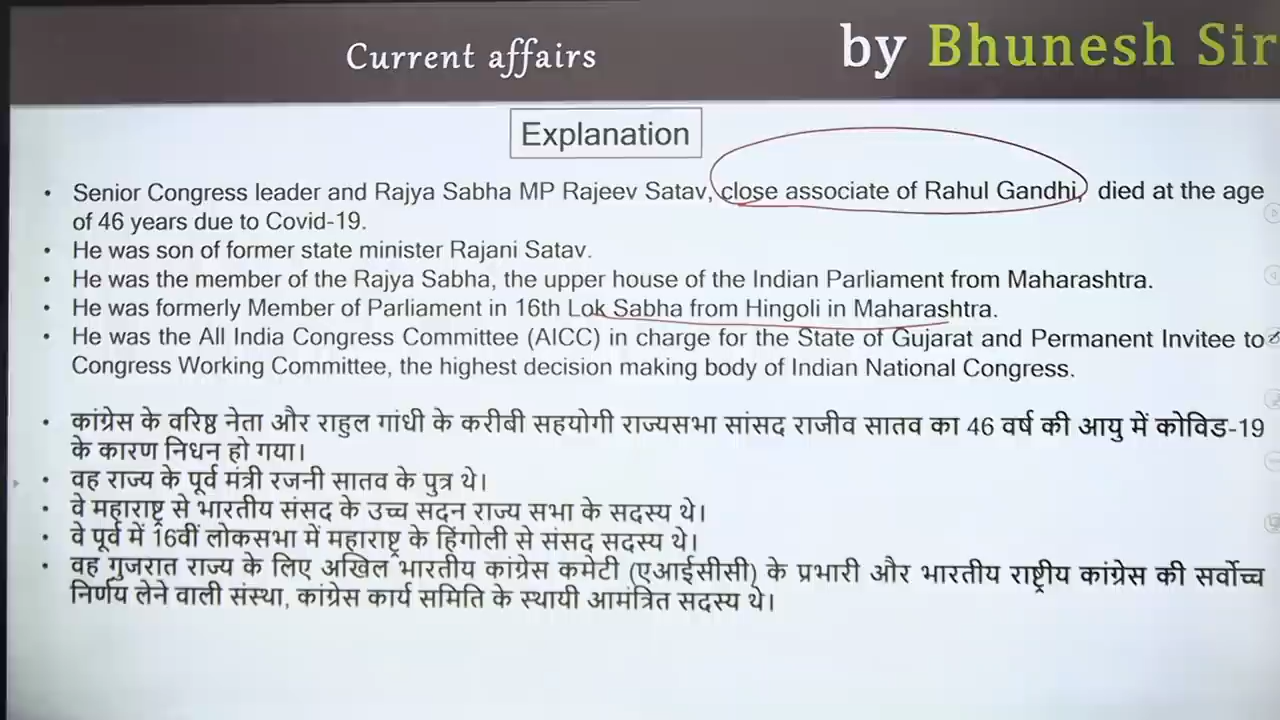 Current affairs
by Bhunesh Sir
Explanation
• Senior Congress leader and Rajya Sabha MP Rajeev Satav, close associate of Rahul Gandhi, died at the age
of 46 years due to Covid-19.
• He was son of former state minister Rajani Satav.
• He was the member of the Rajya Sabha, the upper house of the Indian Parliament from Maharashtra.
• He was formerly Member of Parliament in 16th Lok Sabha from Hingoli in Maharashtra.
• He was the All India Congress Committee (AICC) in charge for the State of Gujarat and Permanent Invitee to
Congress Working Committee, the highest decision making body of Indian National Congress.
• कांग्रेस के वरिष्ठ नेता और राहुल गांधी के करीबी सहयोगी राज्यसभा सांसद राजीव सातव का 46 वर्ष की आयु में कोविड-19
के कारण निधन हो गया।
• वह राज्य के पूर्व मंत्री रजनी सातव के पुत्र थे।
• वे महाराष्ट्र से भारतीय संसद के उच्च सदन राज्य सभा के सदस्य थे।
• वे पूर्व में 16वीं लोकसभा में महाराष्ट्र के हिंगोली से संसद सदस्य थे।
• वह गुजरात राज्य के लिए अखिल भारतीय कांग्रेस कमेटी (एआईसीसी) के प्रभारी और भारतीय राष्ट्रीय कांग्रेस की सर्वोच्च
निर्णय लेने वाली संस्था, कांग्रेस कार्य समिति के स्थायी आमंत्रित सदस्य थे।